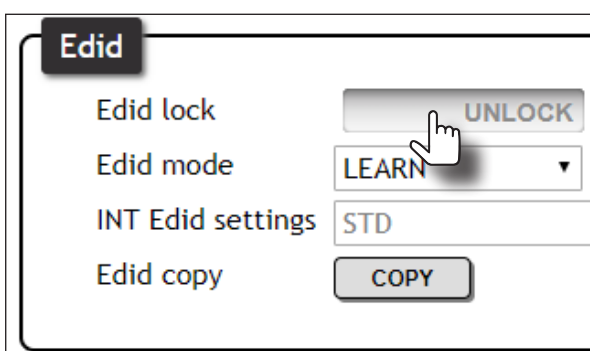 Edid
Edid lock UNLOCK
Edid mode LEARN
INT Edid settings STD
Edid copy COPY